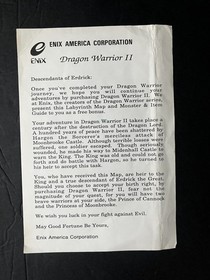 ENIX AMERICA CORPORATION
ENIX
Dragon Warrior II
Descendants of Erdrick:
Once you've completed your Dragon Warrior
journey, we hope you will continue your
adventures by purchasing Dragon Warrior II. We
at Enix, the creators of the Dragon Warrior series,
present this Labyrinth Map and Monster & Item
Guide to you as a free bonus.
Your adventure in Dragon Warrior II takes place a
century after the destruction of the Dragon Lord.
A hundred years of peace have been shattered by
Hargon the Sorcerer's merciless attack of
Moonbrooke Castle. Although terrible losses were
suffered, one soldier escaped. Though seriously
wounded, he made his way to Midenhall Castle to
warn the King. The King was old and could not go
forth and do battle with Hargon, so he turned to
his heir to accept this task.
You, who have received this Map, are heir to the
King and a true descendant of Erdrick the Great.
Should you choose to accept your birth right, by
purchasing Dragon Warrior II, fear not the
magnitude of your quest, for you will have two
brave warriors at your side, the Prince of Cannock
and the Princess of Moonbrooke.
We wish you luck in your fight against Evil.
May Good Fortune Be Yours,
Enix America Corporation